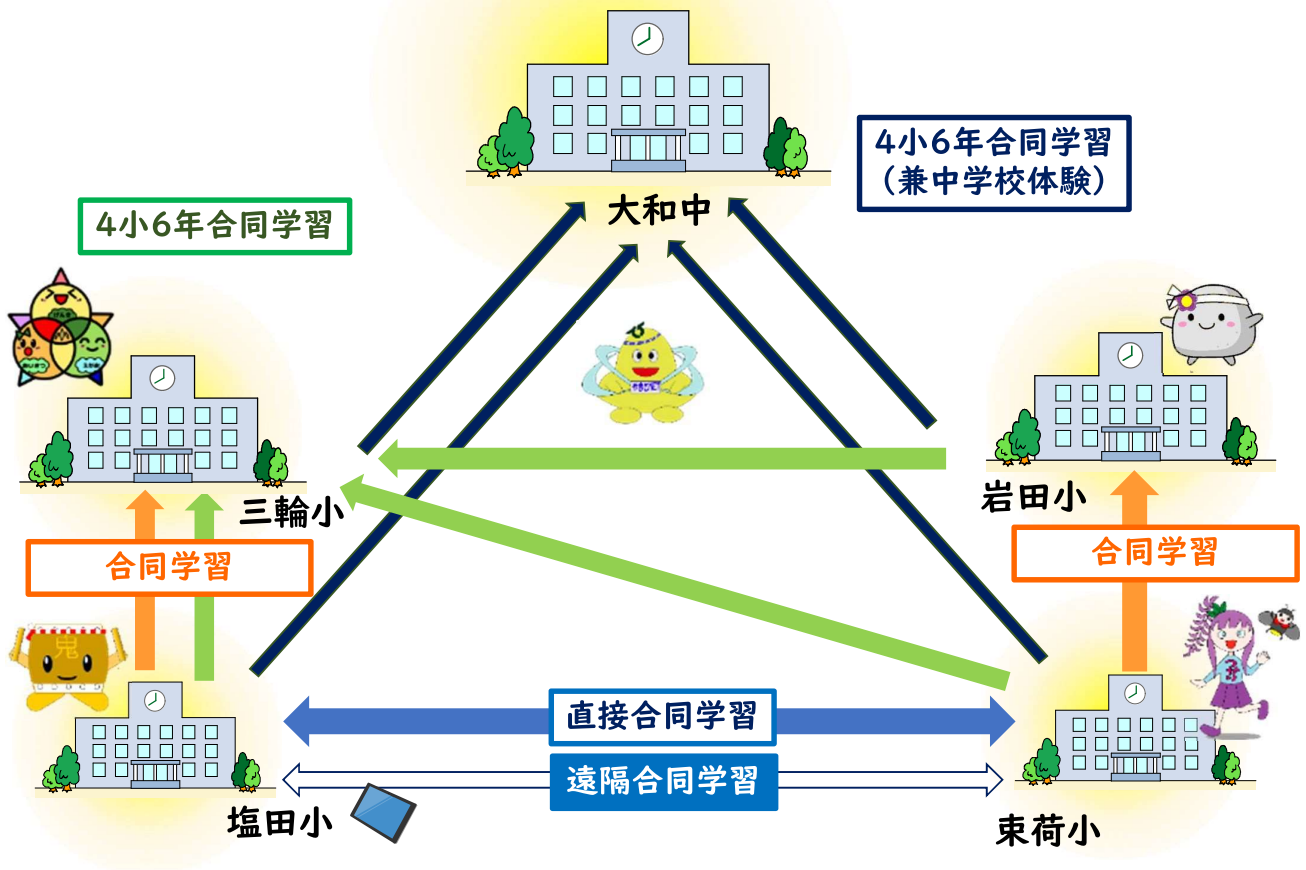 4小6年合同学習
(兼中学校体験)
大和中
4小6年合同学習
三輪小
岩田小
合同学習
合同学習
鬼
直接合同学習
遠隔合同学習
塩田小
束荷小